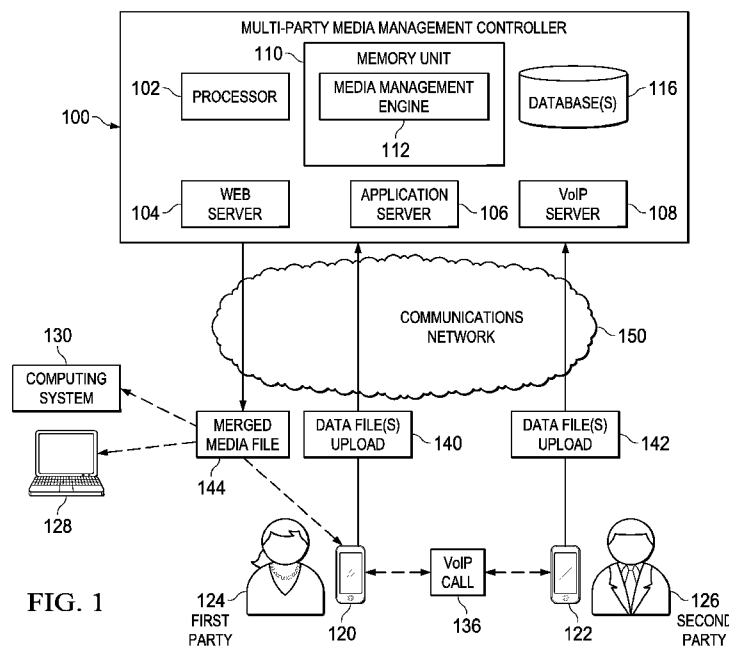 MULTI-PARTY MEDIA MANAGEMENT CONTROLLER
110
MEMORY UNIT
102
PROCESSOR
MEDIA MANAGEMENT
ENGINE
DATABASE(S)
116
100
112
104
WEB
SERVER
APPLICATION
SERVER
106
VoIP
SERVER
108
COMMUNICATIONS
NETWORK
150
130
COMPUTING
SYSTEM
MERGED
MEDIA FILE
144
DATA FILE(S)
UPLOAD
140
DATA FILE(S)
UPLOAD
142
128
124
FIRST
PARTY
120
VoIP
CALL
136
122
126
SECOND
PARTY
FIG. 1